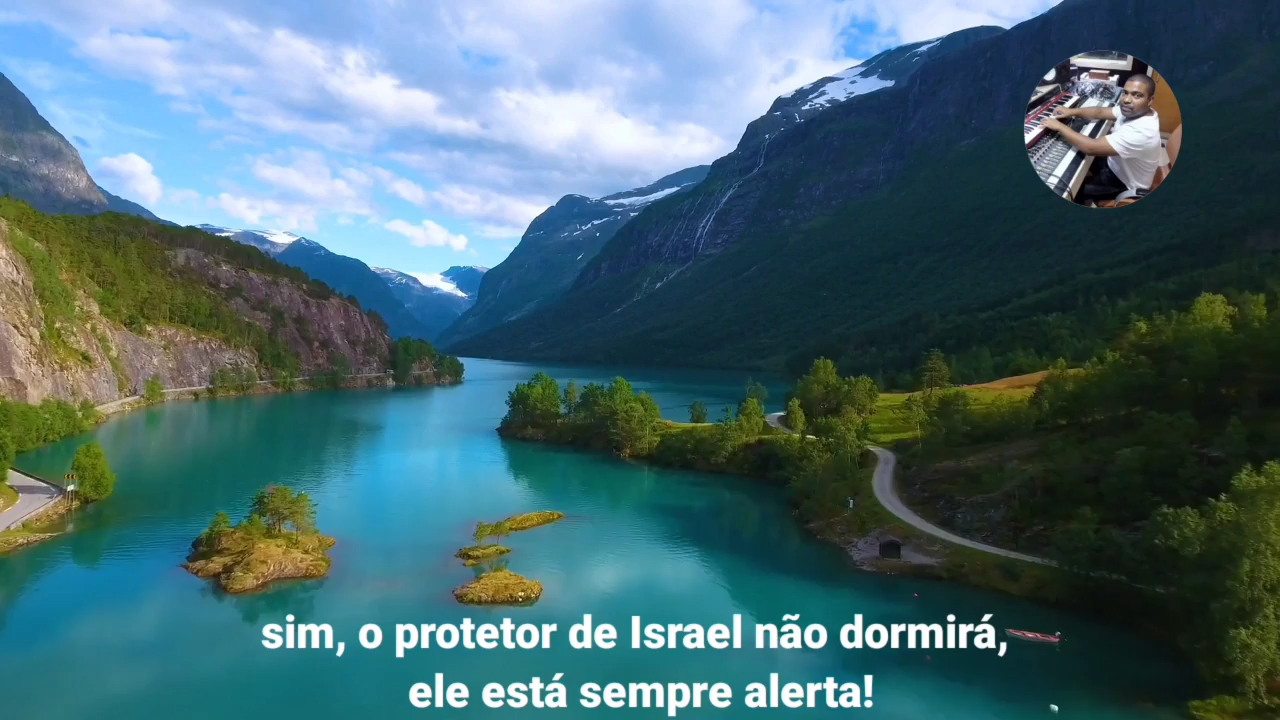 sim, o protetor de Israel não dormirá,
ele está sempre alerta!